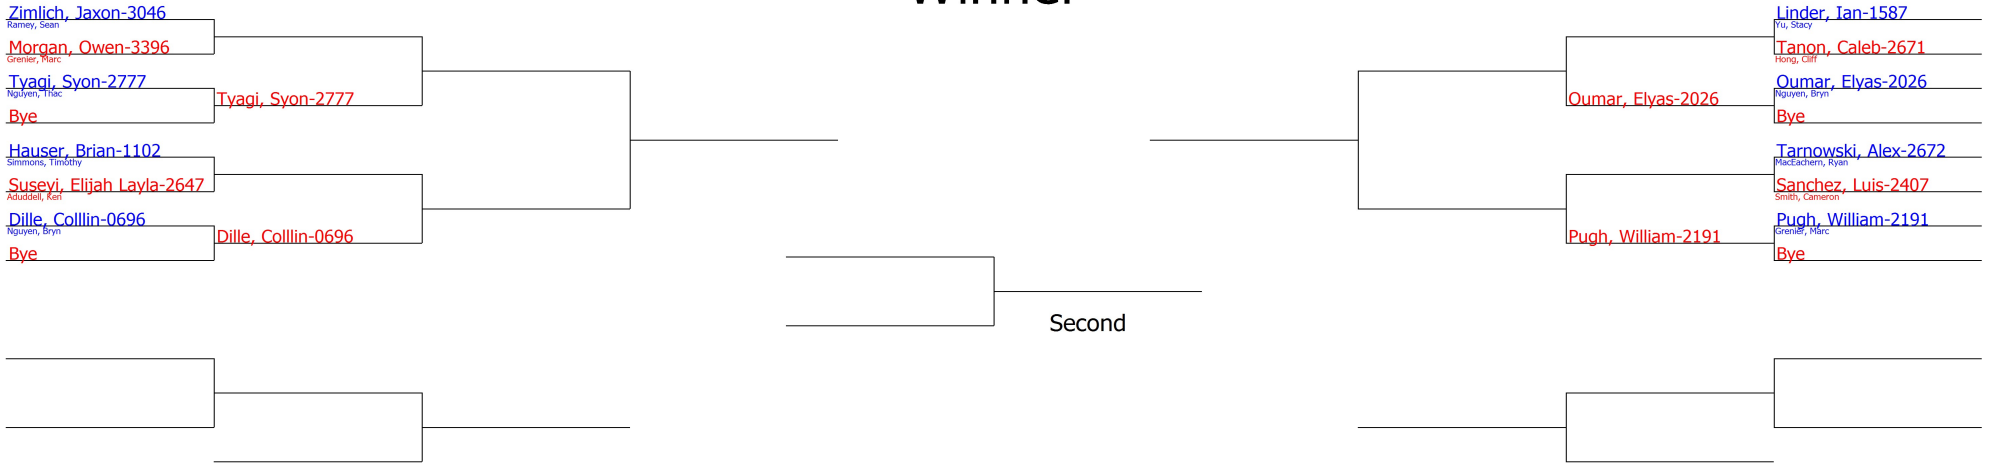 Winner
Zimlich, Jaxon-3046
Ramey, Sean
Morgan, Owen-3396
Grenier, Marc
Tyagi, Syon-2777
Nguyen, Thac
Bye
Tyagi, Syon-2777
Hauser, Brian-1102
Simmons, Timothy
Suseyi, Elijah Layla-2647
Aduddell, Ken
Dille, Colllin-0696
Nguyen, Bryn
Bye
Dille, Colllin-0696
Second
Linder, Ian-1587
Yu, Stacy
Tanon, Caleb-2671
Hong, Cliff
Oumar, Elyas-2026
Oumar, Elyas-2026
Nguyen, Bryn
Bye
Tarnowski, Alex-2672
MacEachern, Ryan
Sanchez, Luis-2407
Smith, Cameron
Pugh, William-2191
Pugh, William-2191
Grenier, Marc
Bye